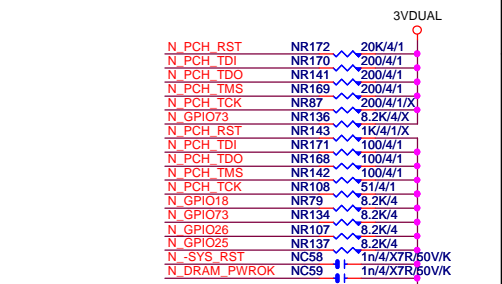 3VDUAL
N_PCH_RST NR172 20K/4/1
N_PCH_TDI NR170 200/4/1
N_PCH_TDO NR141 200/4/1
N_PCH_TMS NR169 200/4/1
N_PCH_TCK NR87 200/4/1/X
N_GPIO73 NR136 8.2K/4/X
N_PCH_RST NR143 1K/4/1/X
N_PCH_TDI NR171 100/4/1
N_PCH_TDO NR168 100/4/1
N_PCH_TMS NR142 100/4/1
N_PCH_TCK NR108 51/4/1
N_GPIO18 NR79 8.2K/4
N_GPIO73 NR134 8.2K/4
N_GPIO26 NR107 8.2K/4
N_GPIO25 NR137 8.2K/4
N_-SYS_RST NC58 1n/4/X7R/50V/K
N_DRAM_PWROK NC59 1n/4/X7R/50V/K